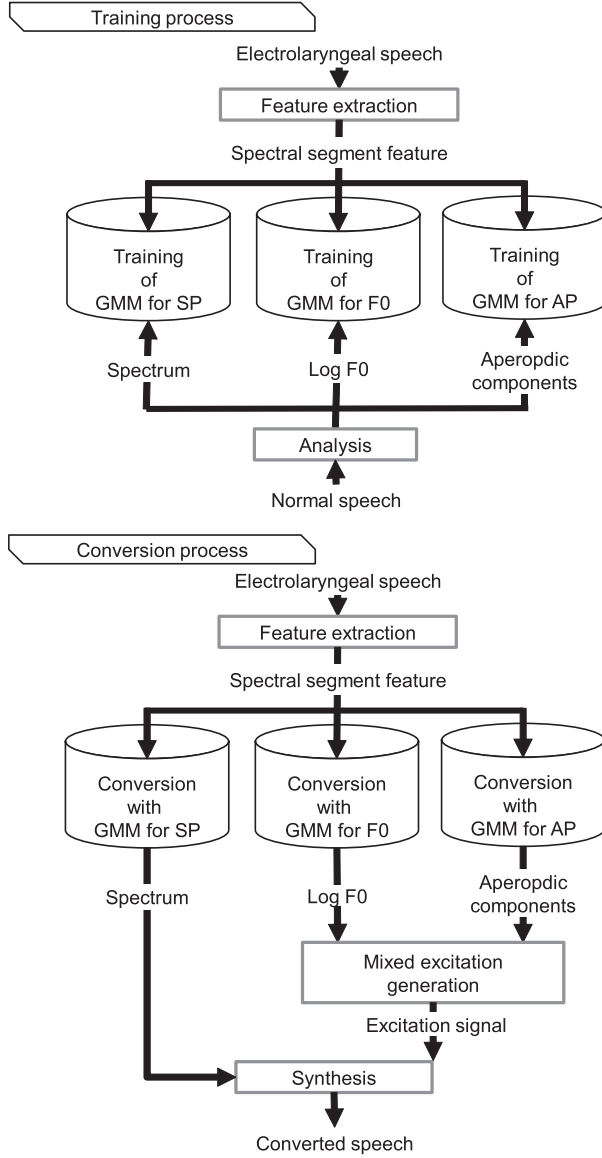 Training process
Electrolaryngeal speech
Feature extraction
Spectral segment feature
Training
of
GMM for SP
Training
of
GMM for F0
Training
of
GMM for AP
Spectrum
Log F0
Aperopdic
components
Analysis
Normal speech
Conversion process
Electrolaryngeal speech
Feature extraction
Spectral segment feature
Conversion
with
GMM for SP
Conversion
with
GMM for F0
Conversion
with
GMM for AP
Spectrum
Log F0
Aperopdic
components
Mixed excitation
generation
Excitation signal
Synthesis
Converted speech